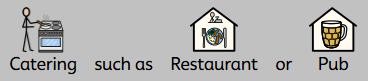 Catering such as Restaurant or Pub